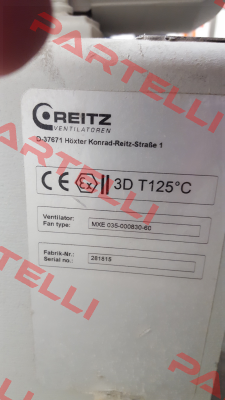 PARTELLI
REITZ
VENTILATOREN
D-37671 Höxter Konrad-Reitz-Straße 1
PARTELLI
CE Ex II 3D T125°C
Ventilator:
Fan type:
MXE 035-000830-60
Fabrik-Nr.:
Serial no.:
281815
PARTELLI